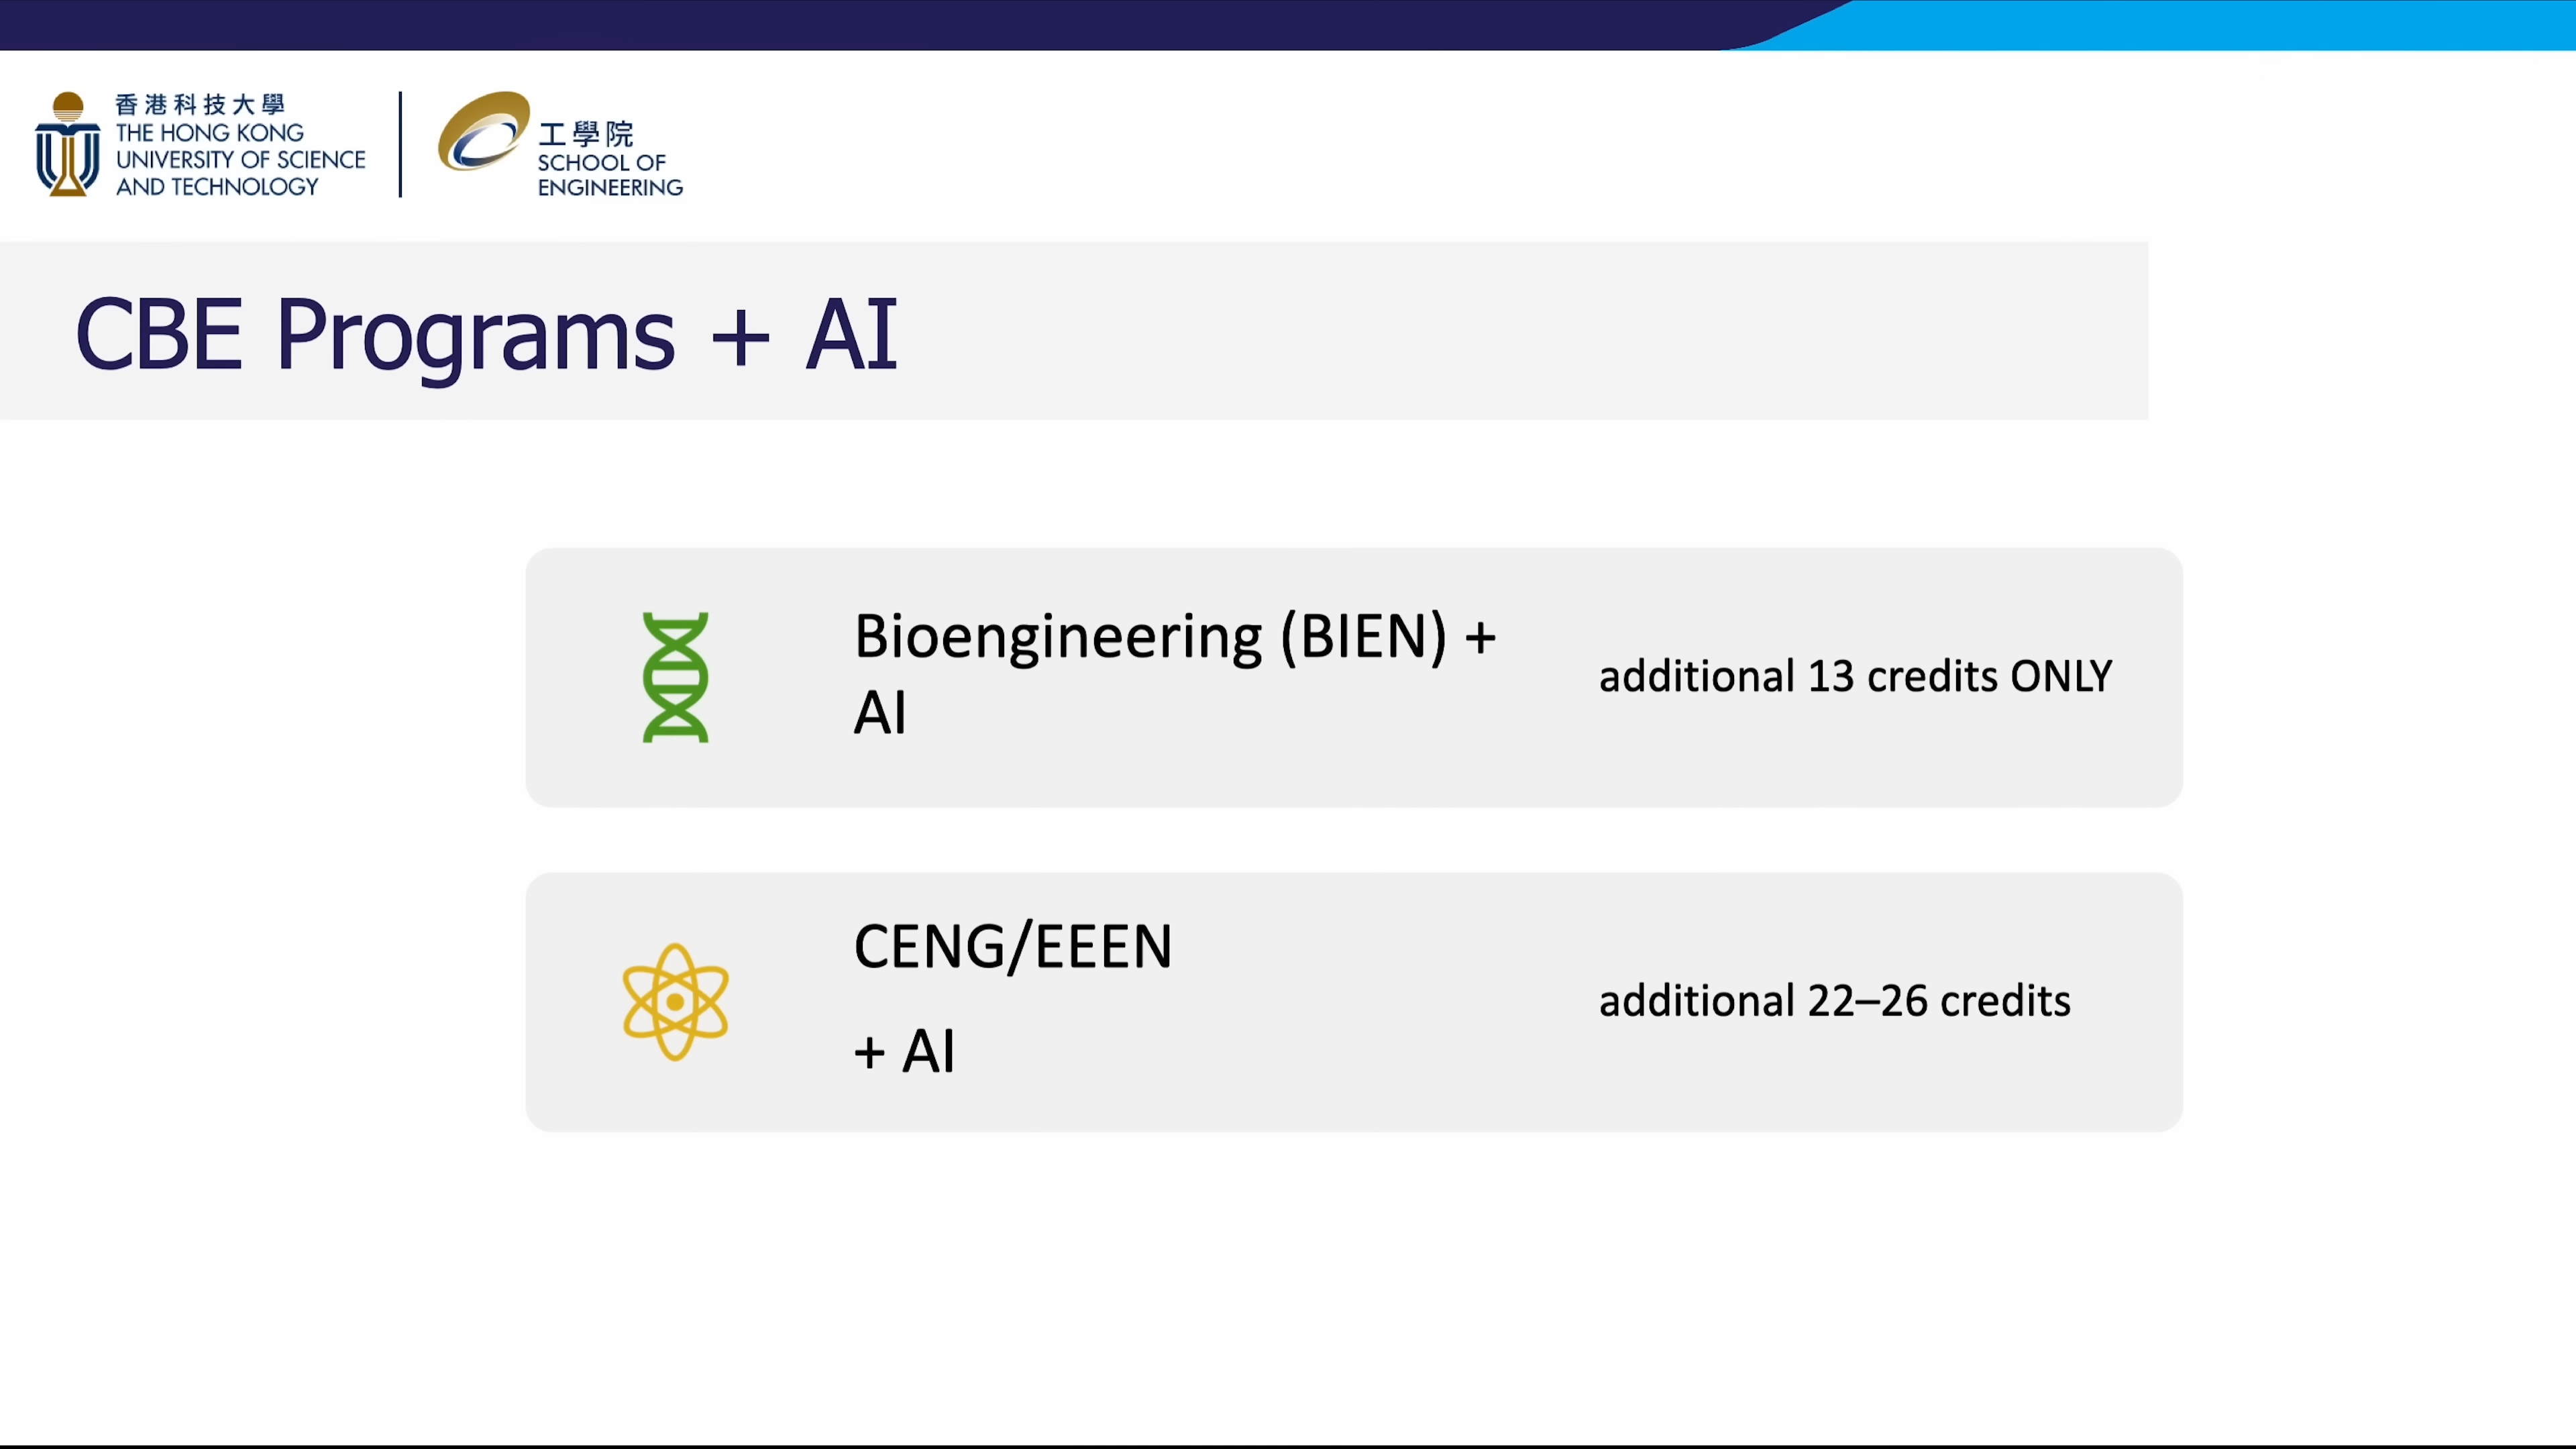 香港科技大學
THE HONG KONG
UNIVERSITY OF SCIENCE
AND TECHNOLOGY
工學院
SCHOOL OF
ENGINEERING
CBE Programs + AI
Bioengineering (BIEN) +
AI
additional 13 credits ONLY
CENG/EEEN
+ AI
additional 22–26 credits